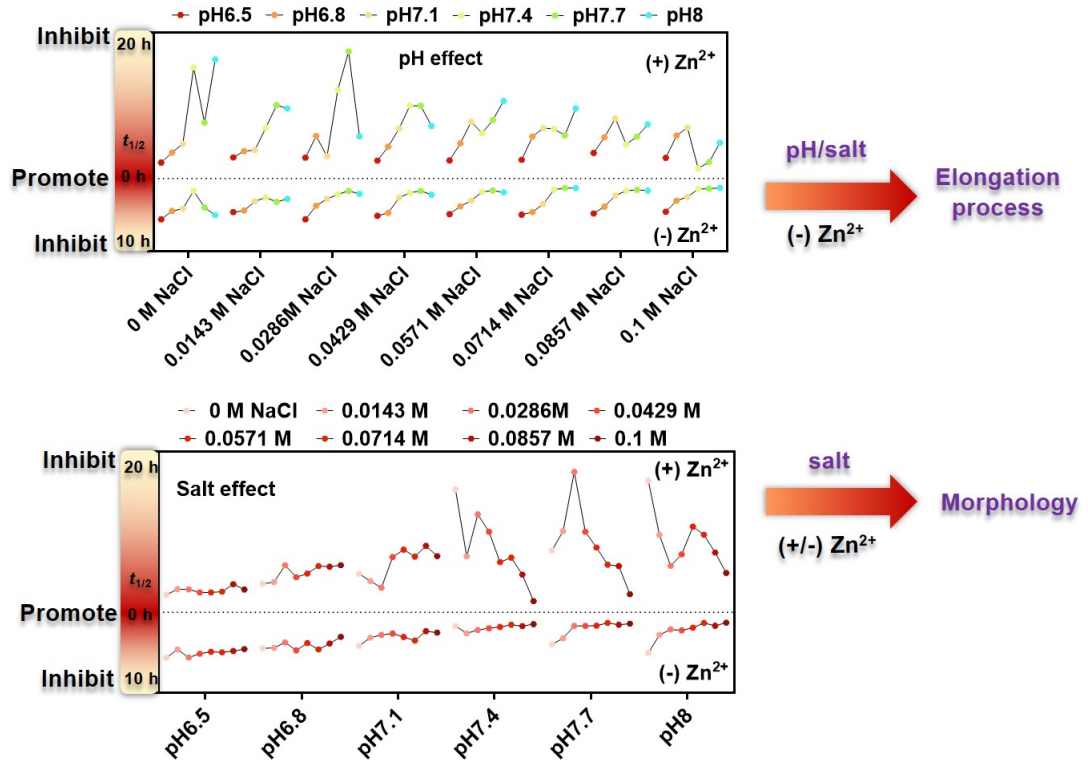 pH6.5 pH6.8 pH7.1 pH7.4 pH7.7 pH8
Inhibit
20 h
pH effect
(+) Zn²⁺
t1/2
Promote
0 h
Inhibit
10 h
(-) Zn²⁺
0 M NaCl
0.0143 M NaCl
0.0286M NaCl
0.0429 M NaCl
0.0571 M NaCl
0.0714 M NaCl
0.0857 M NaCl
0.1 M NaCl
pH/salt
(-) Zn²⁺
Elongation
process
0 M NaCl 0.0143 M 0.0286M 0.0429 M
0.0571 M 0.0714 M 0.0857 M 0.1 M
Inhibit
20 h
Salt effect
(+) Zn²⁺
t1/2
Promote
0 h
Inhibit
10 h
(-) Zn²⁺
pH6.5
pH6.8
pH7.1
pH7.4
pH7.7
pH8
salt
(+/-) Zn²⁺
Morphology